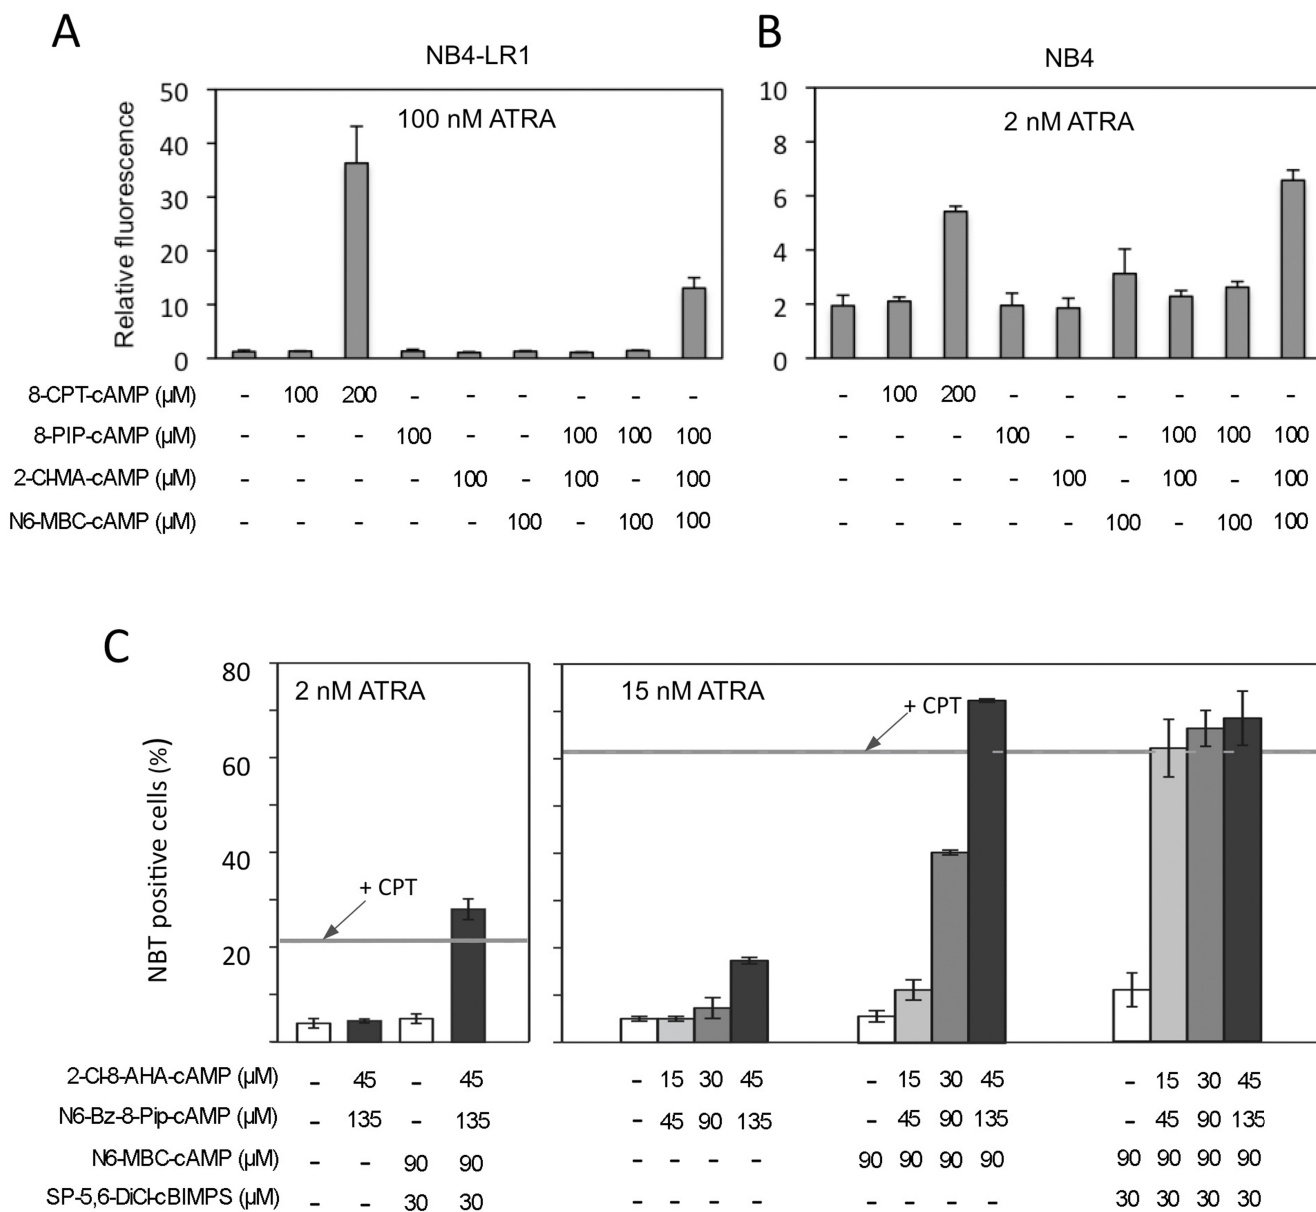 A
NB4-LR1
100 nM ATRA
Relative fluorescence
50
40
30
20
10
0
8-CPT-cAMP (µM) - 100 200 - - - - - -
8-PIP-cAMP (µM) - - - 100 - - 100 100 100
2-Cl-MA-cAMP (µM) - - - - 100 - 100 - 100
N6-MBC-cAMP (µM) - - - - - 100 - 100 100
B
NB4
2 nM ATRA
10
8
6
4
2
0
- 100 200 - - - - - -
- - - 100 - - 100 100 100
- - - - 100 - 100 - 100
- - - - - 100 - 100 100
C
NBT positive cells (%)
80
60
40
20
2 nM ATRA
+ CPT
15 nM ATRA
+ CPT
2-Cl-8-AHA-cAMP (µM) - 45 - 45 - 15 30 45 - 15 30 45 - 15 30 45
N6-Bz-8-Pip-cAMP (µM) - 135 - 135 - 45 90 135 - 45 90 135 - 45 90 135
N6-MBC-cAMP (µM) - - 90 90 - - - - 90 90 90 90 90 90 90 90
SP-5,6-DiCl-cBIMPS (µM) - - 30 30 - - - - - - - - 30 30 30 30